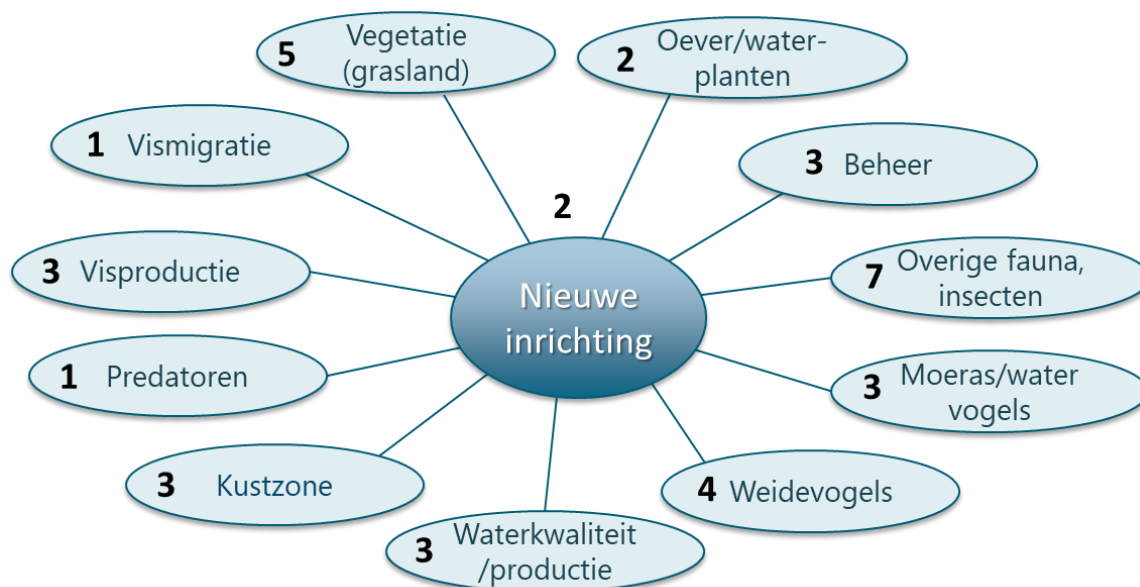 5 Vegetatie
(grasland)
2 Oever/water-
planten
1 Vismigratie
3 Beheer
2
3 Visproductie
7 Overige fauna,
insecten
Nieuwe
inrichting
1 Predatoren
3 Moeras/water
vogels
3 Kustzone
4 Weidevogels
3 Waterkwaliteit
/productie